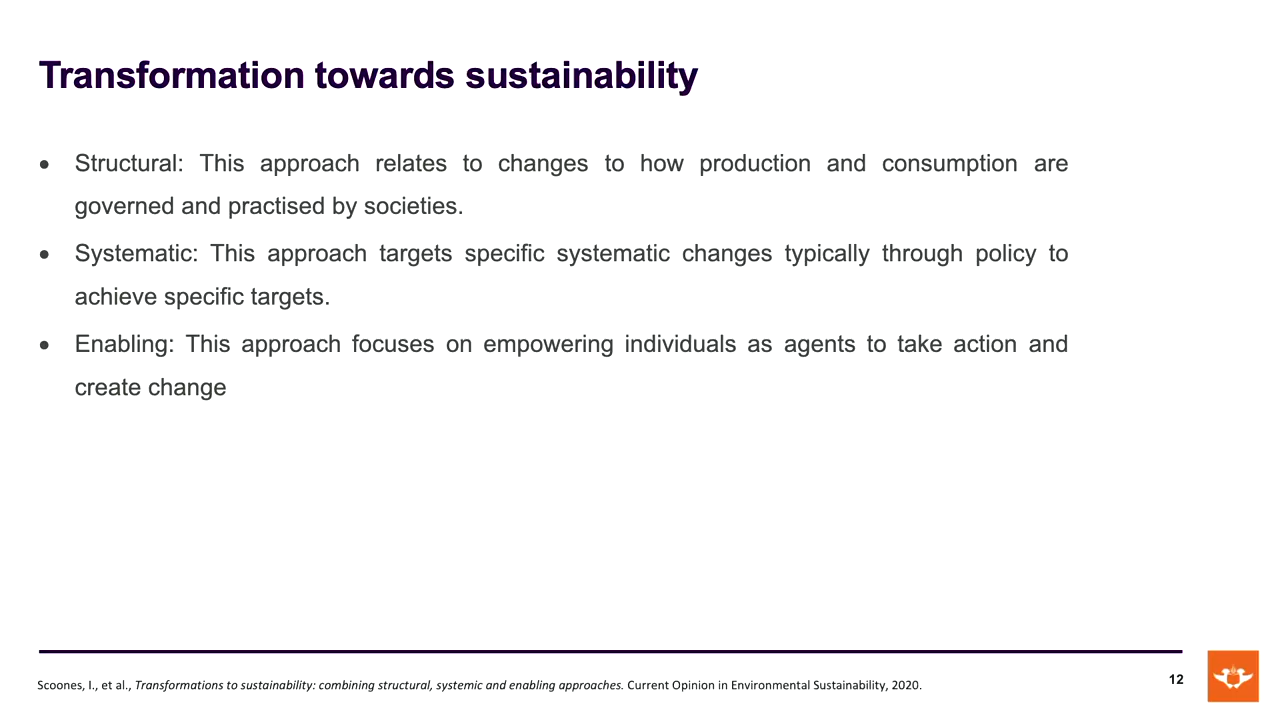 Transformation towards sustainability
• Structural: This approach relates to changes to how production and consumption are
governed and practised by societies.
• Systematic: This approach targets specific systematic changes typically through policy to
achieve specific targets.
• Enabling: This approach focuses on empowering individuals as agents to take action and
create change
Scoones, I., et al., Transformations to sustainability: combining structural, systemic and enabling approaches. Current Opinion in Environmental Sustainability, 2020.
12